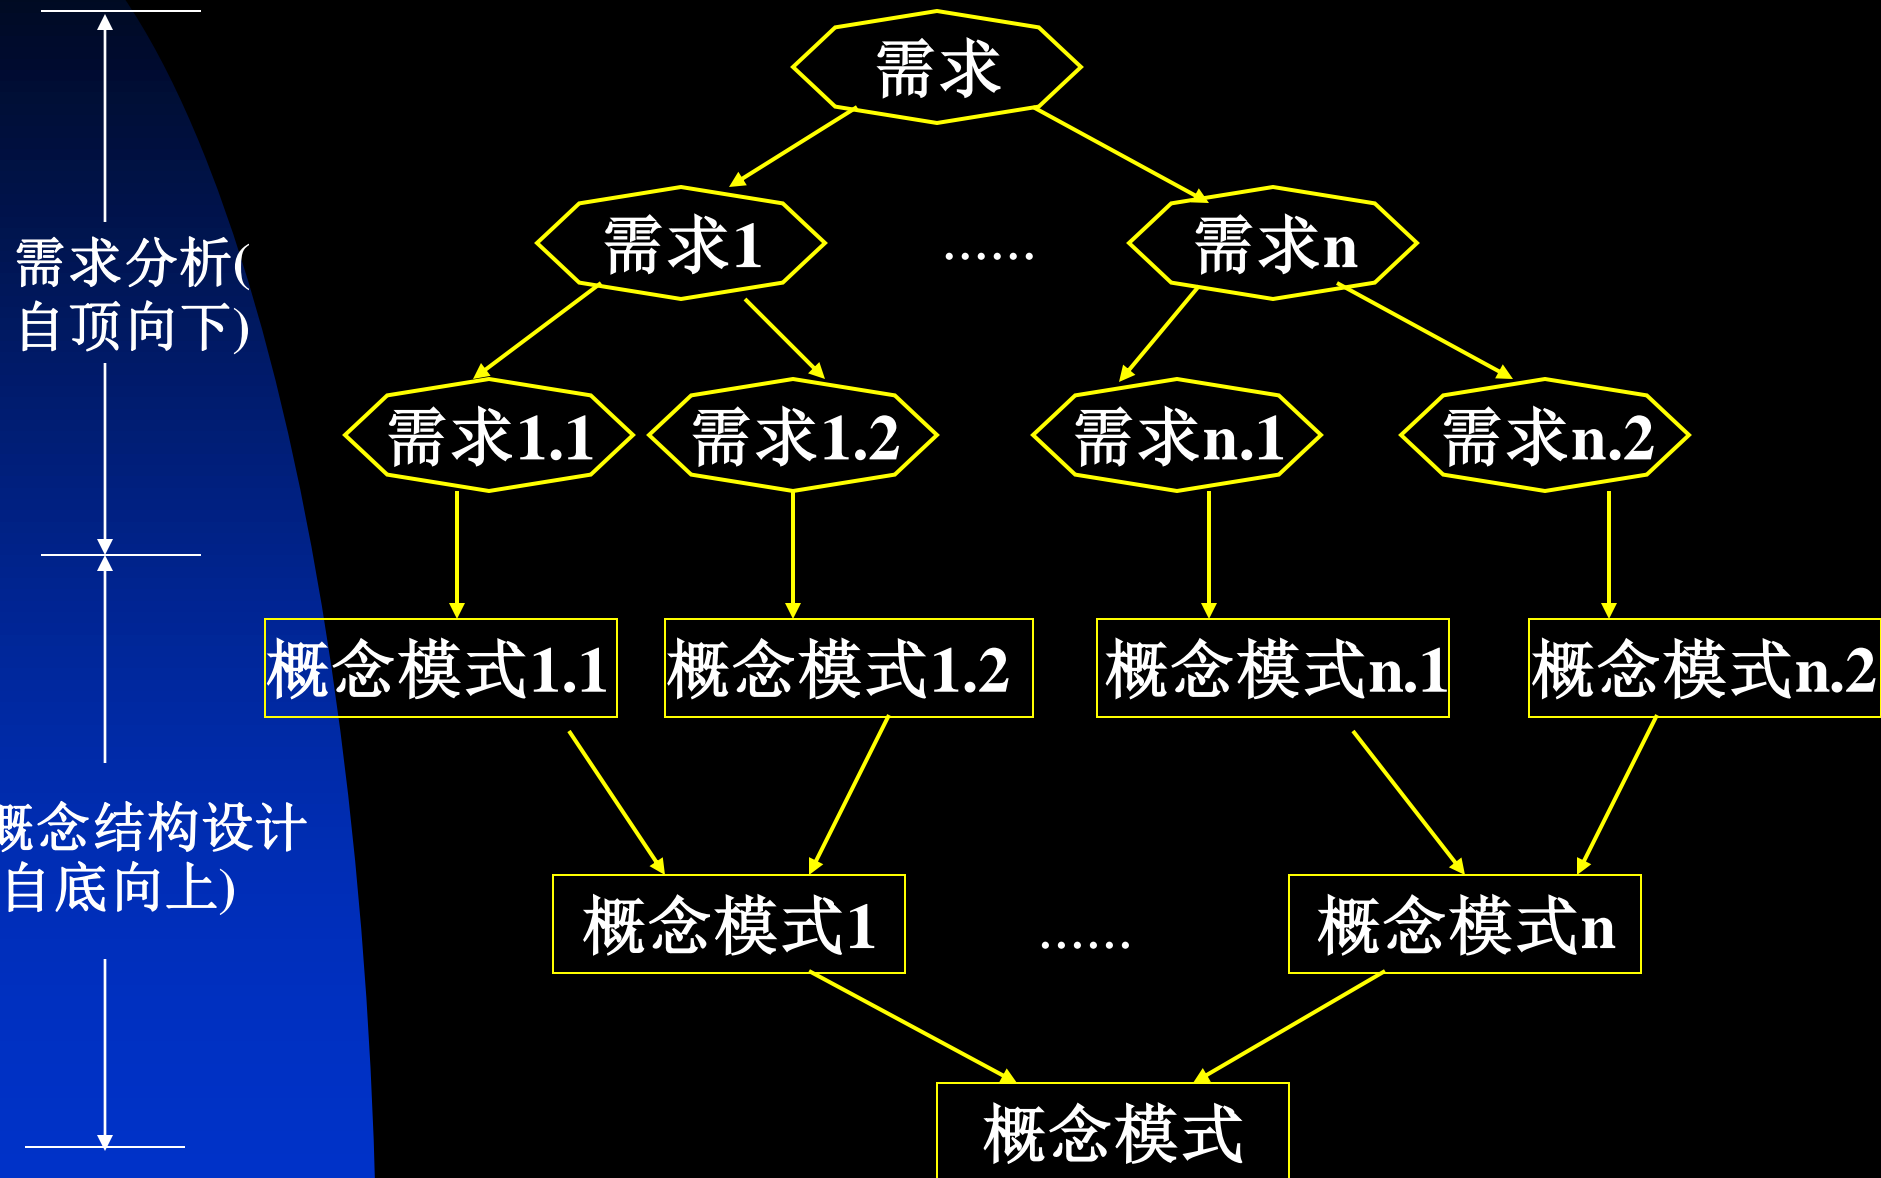 需求
需求1
……
需求n
需求分析(
自顶向下)
需求1.1
需求1.2
需求n.1
需求n.2
概念模式1.1
概念模式1.2
概念模式n.1
概念模式n.2
概念结构设计
自底向上)
概念模式1
……
概念模式n
概念模式